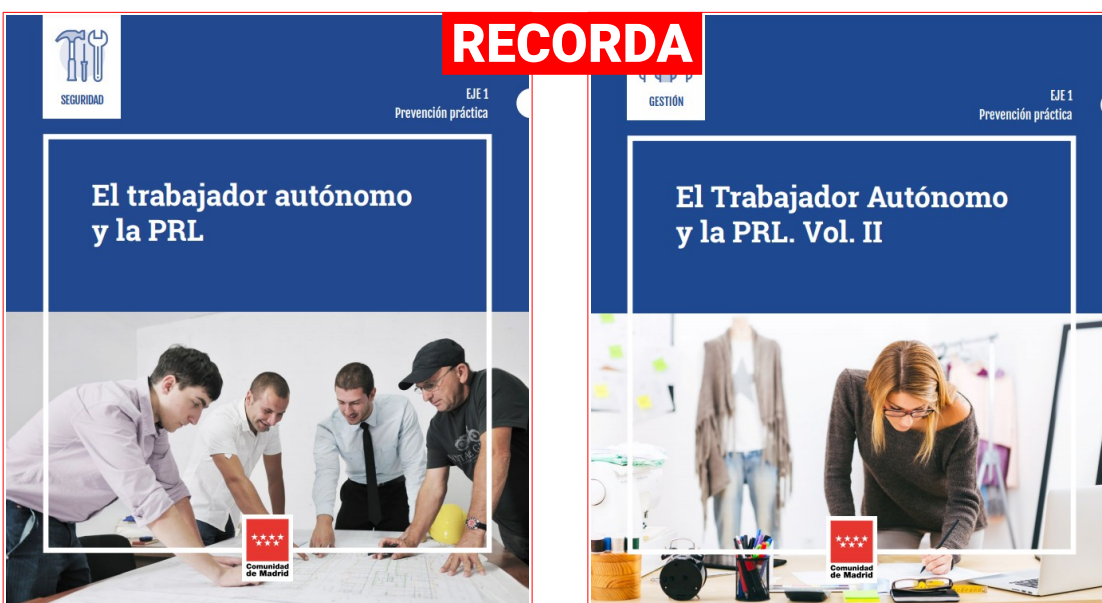 RECORDA
SEGURIDAD
EJE 1
Prevención práctica
El trabajador autónomo
y la PRL
Comunidad
de Madrid
GESTIÓN
EJE 1
Prevención práctica
El Trabajador Autónomo
y la PRL. Vol. II
Comunidad
de Madrid